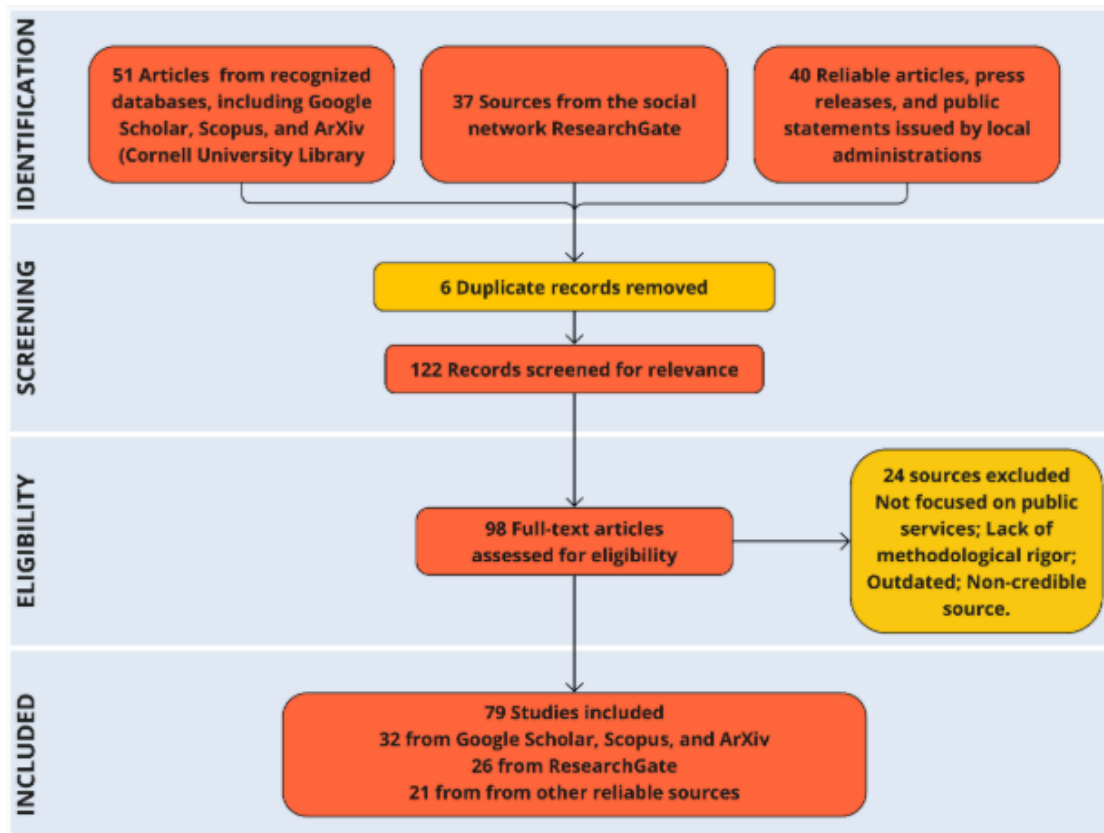 IDENTIFICATION
51 Articles from recognized
databases, including Google
Scholar, Scopus, and ArXiv
(Cornell University Library
37 Sources from the social
network ResearchGate
40 Reliable articles, press
releases, and public
statements issued by local
administrations
SCREENING
6 Duplicate records removed
122 Records screened for relevance
ELIGIBILITY
98 Full-text articles
assessed for eligibility
24 sources excluded
Not focused on public
services; Lack of
methodological rigor;
Outdated; Non-credible
source.
INCLUDED
79 Studies included
32 from Google Scholar, Scopus, and ArXiv
26 from ResearchGate
21 from from other reliable sources